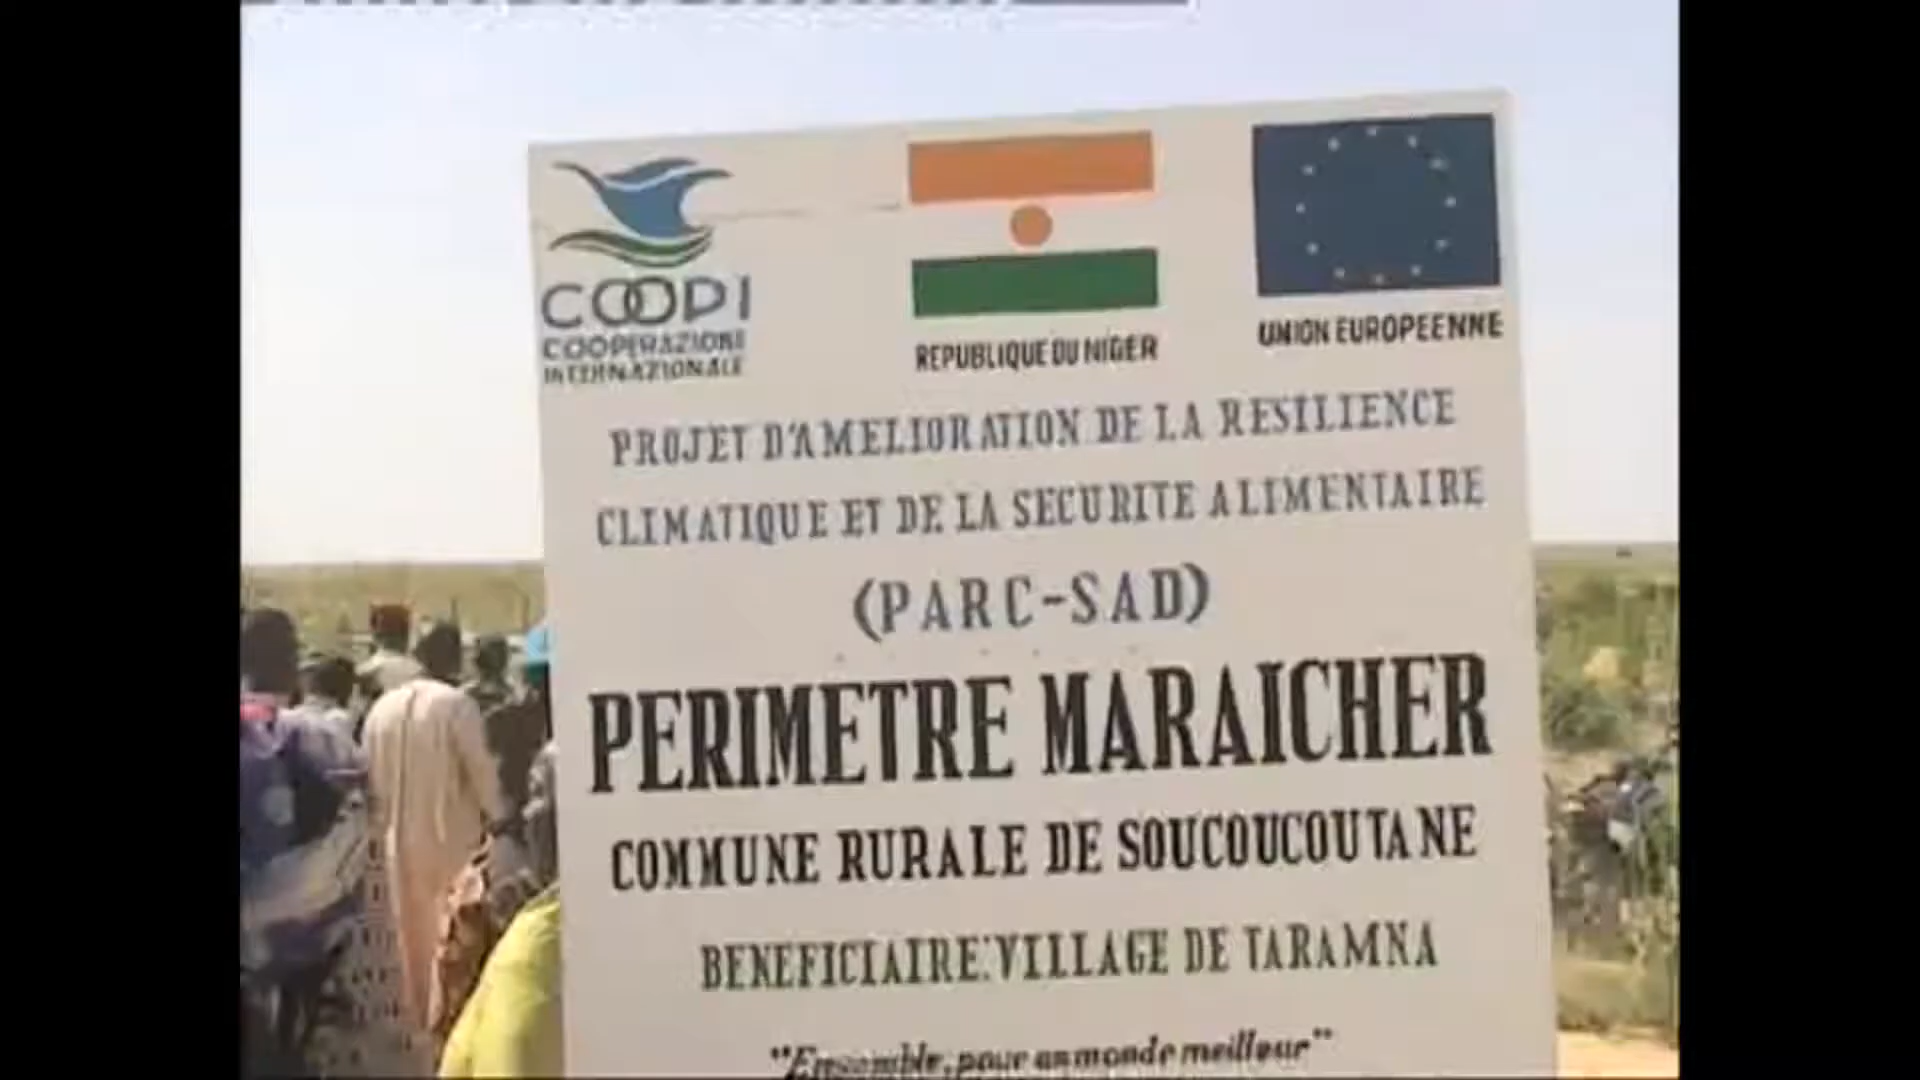 COOPI
COOPERAZIONE
INTERNAZIONALE
REPUBLIQUE DU NIGER
UNION EUROPEENNE
PROJET D'AMELIORATION DE LA RESILIENCE
CLIMATIQUE ET DE LA SECURITE ALIMENTAIRE
(PARC-SAD)
PERIMETRE MARAICHER
COMMUNE RURALE DE SOUCOUCOUTANE
BENEFICIAIRE:VILLAGE DE TARAMNA
"Ensemble, pour un monde meilleur"